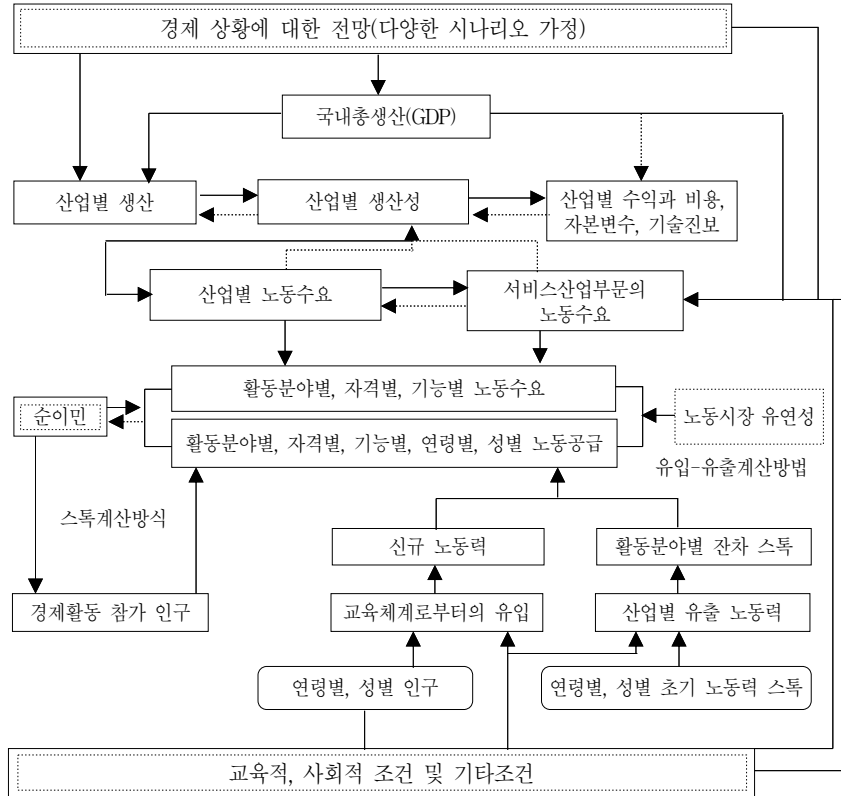 경제 상황에 대한 전망(다양한 시나리오 가정)
국내총생산(GDP)
산업별 생산
산업별 생산성
산업별 수익과 비용,
자본변수, 기술진보
산업별 노동수요
서비스산업부문의
노동수요
활동분야별, 자격별, 기능별 노동수요
순이민
노동시장 유연성
활동분야별, 자격별, 기능별, 연령별, 성별 노동공급
유입-유출계산방법
스톡계산방식
신규 노동력
활동분야별 잔차 스톡
경제활동 참가 인구
교육체계로부터의 유입
산업별 유출 노동력
연령별, 성별 인구
연령별, 성별 초기 노동력 스톡
교육적, 사회적 조건 및 기타조건